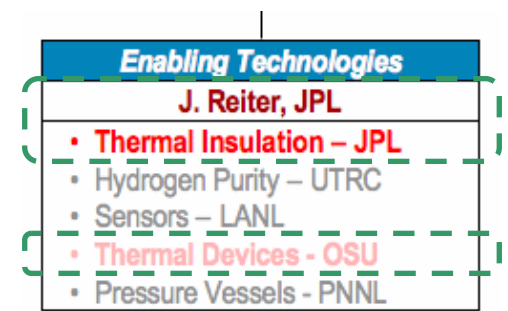 Enabling Technologies
J. Reiter, JPL
• Thermal Insulation – JPL
• Hydrogen Purity – UTRC
• Sensors – LANL
• Thermal Devices - OSU
• Pressure Vessels - PNNL